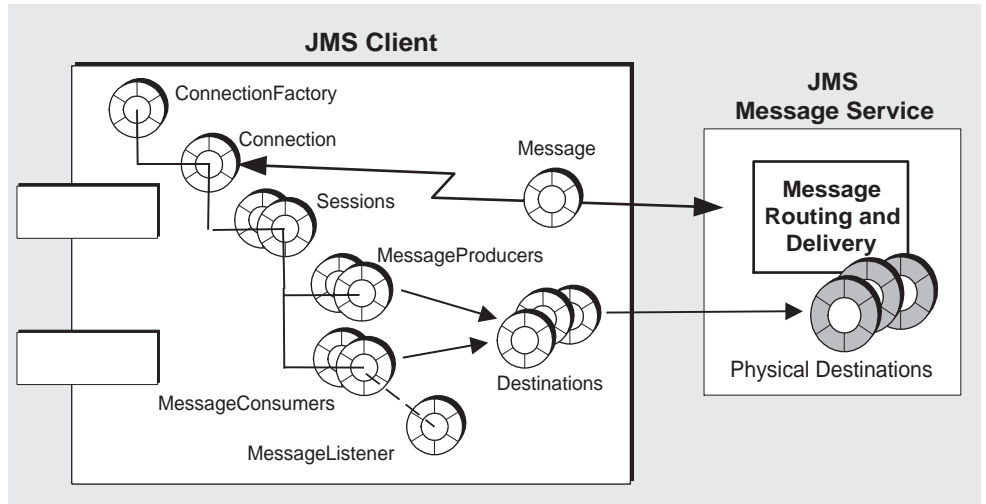 JMS Client
ConnectionFactory
Connection
Sessions
Message
MessageProducers
Destinations
MessageConsumers
MessageListener
JMS
Message Service
Message
Routing and
Delivery
Physical Destinations